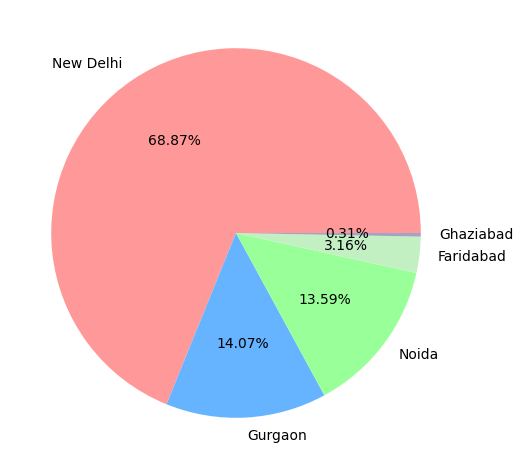 New Delhi
68.87%
0.31%
Ghaziabad
3.16%
Faridabad
13.59%
Noida
14.07%
Gurgaon